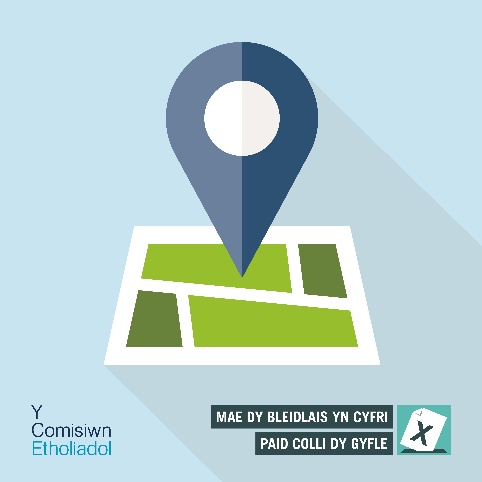 Y
Comisiwn
Etholiadol
MAE DY BLEIDLAIS YN CYFRI
PAID COLLI DY GYFLE
X